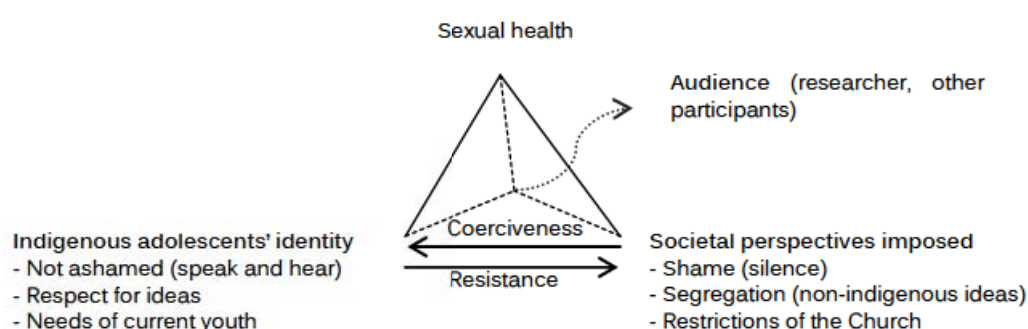 Sexual health
Audience (researcher, other
participants)
Coerciveness
Resistance
Indigenous adolescents' identity
- Not ashamed (speak and hear)
- Respect for ideas
- Needs of current youth
Societal perspectives imposed
- Shame (silence)
- Segregation (non-indigenous ideas)
- Restrictions of the Church